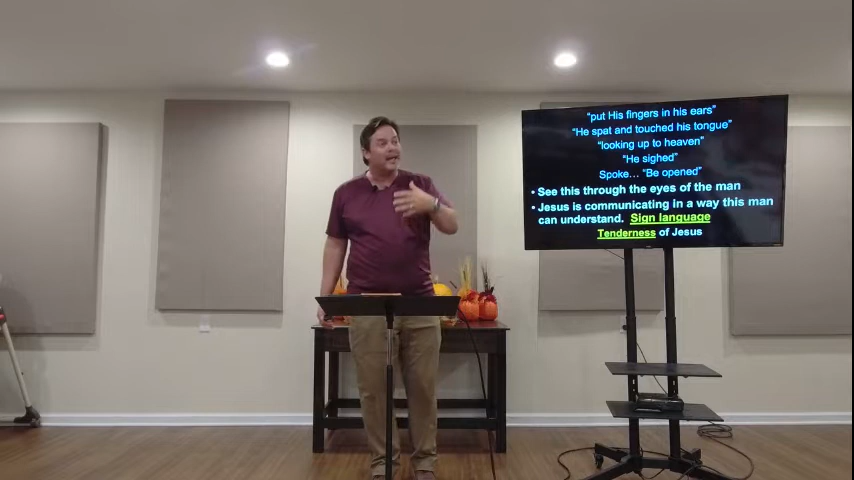 "put His fingers in his ears"
"He spat and touched his tongue"
"looking up to heaven"
"He sighed"
Spoke... "Be opened"
• See this through the eyes of the man
• Jesus is communicating in a way this man
can understand. Sign language
Tenderness of Jesus